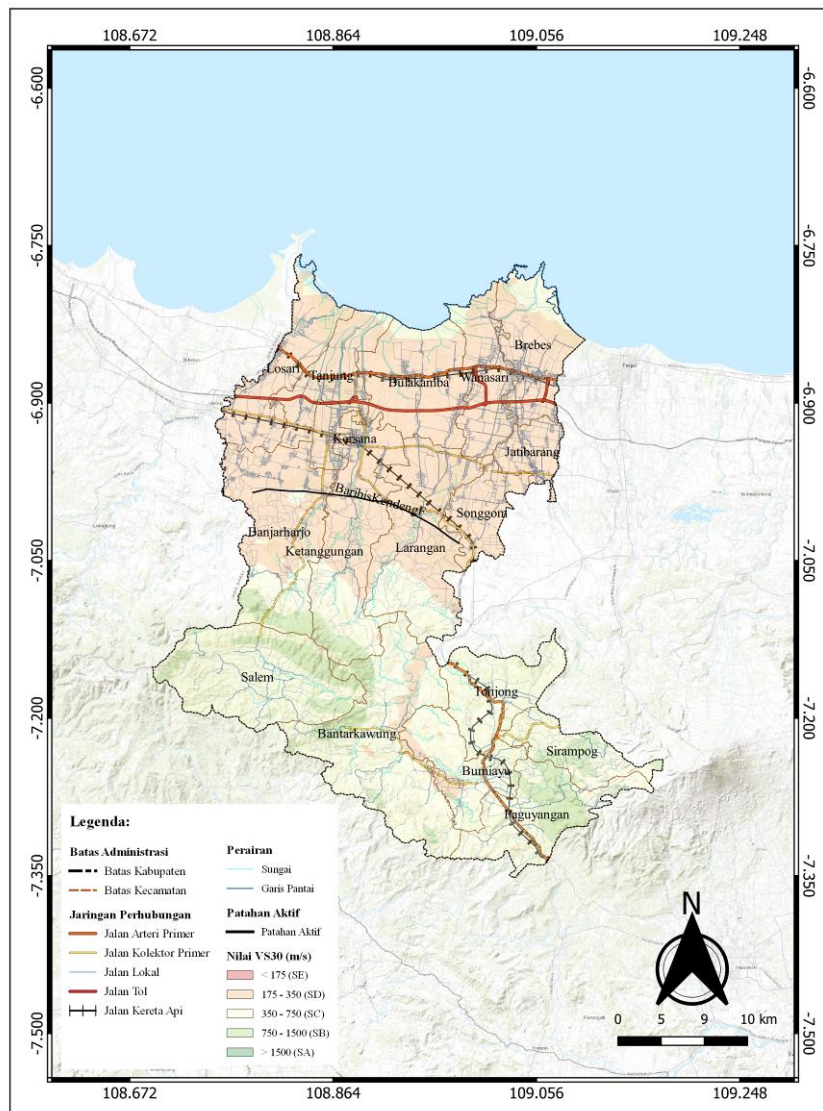 108.672 108.864 109.056 109.248
-6.600 -6.600
-6.750 -6.750
Brebes
Losari Tanjung Bulakamba Wanasari
Tegal
-6.900 -6.900
Kersana
Jatibarang
BaribisKendengF
Songgom
Banjarharjo
Ketanggungan Larangan
-7.050 -7.050
Salem
Tonjong
-7.200 -7.200
Bantarkawung
Sirampog
Bumiayu
Paguyangan
-7.350
-7.500 -7.500
Legenda:
Batas Administrasi
Batas Kabupaten
Batas Kecamatan
Jaringan Perhubungan
Jalan Arteri Primer
Jalan Kolektor Primer
Jalan Lokal
Jalan Tol
Jalan Kereta Api
Perairan
Sungai
Garis Pantai
Patahan Aktif
Patahan Aktif
Nilai VS30 (m/s)
< 175 (SE)
175 - 350 (SD)
350 - 750 (SC)
750 - 1500 (SB)
> 1500 (SA)
-7.350
N
0 5 9 10 km
108.672 108.864 109.056 109.248